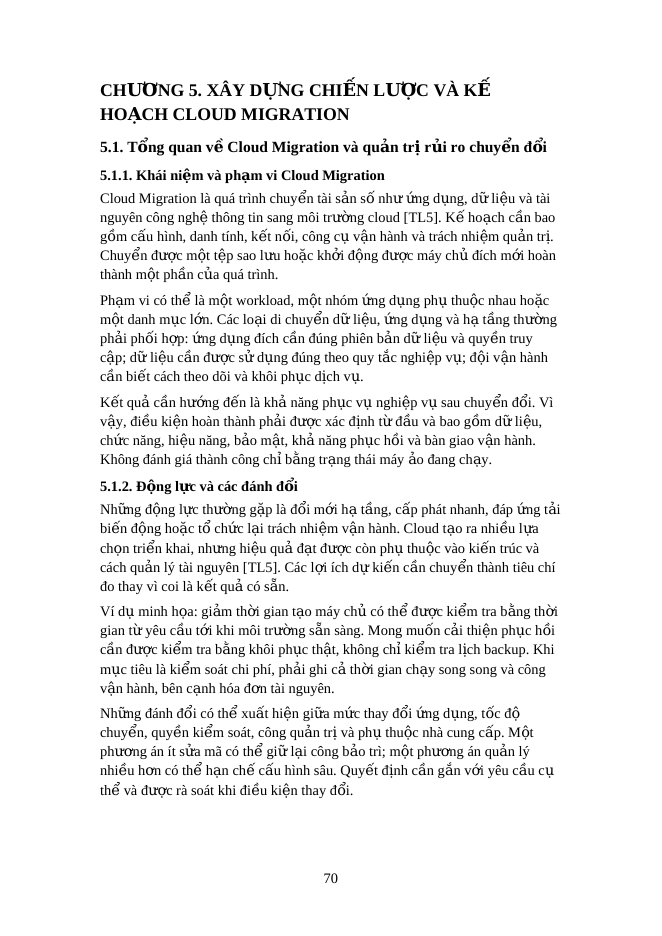 CHƯƠNG 5. XÂY DỰNG CHIẾN LƯỢC VÀ KẾ
HOẠCH CLOUD MIGRATION
5.1. Tổng quan về Cloud Migration và quản trị rủi ro chuyển đổi
5.1.1. Khái niệm và phạm vi Cloud Migration
Cloud Migration là quá trình chuyển tài sản số như ứng dụng, dữ liệu và tài
nguyên công nghệ thông tin sang môi trường cloud [TL5]. Kế hoạch cần bao
gồm cấu hình, danh tính, kết nối, công cụ vận hành và trách nhiệm quản trị.
Chuyển được một tệp sao lưu hoặc khởi động được máy chủ đích mới hoàn
thành một phần của quá trình.
Phạm vi có thể là một workload, một nhóm ứng dụng phụ thuộc nhau hoặc
một danh mục lớn. Các loại di chuyển dữ liệu, ứng dụng và hạ tầng thường
phải phối hợp: ứng dụng đích cần đúng phiên bản dữ liệu và quyền truy
cập; dữ liệu cần được sử dụng đúng theo quy tắc nghiệp vụ; đội vận hành
cần biết cách theo dõi và khôi phục dịch vụ.
Kết quả cần hướng đến là khả năng phục vụ nghiệp vụ sau chuyển đổi. Vì
vậy, điều kiện hoàn thành phải được xác định từ đầu và bao gồm dữ liệu,
chức năng, hiệu năng, bảo mật, khả năng phục hồi và bàn giao vận hành.
Không đánh giá thành công chỉ bằng trạng thái máy ảo đang chạy.
5.1.2. Động lực và các đánh đổi
Những động lực thường gặp là đổi mới hạ tầng, cấp phát nhanh, đáp ứng tải
biến động hoặc tổ chức lại trách nhiệm vận hành. Cloud tạo ra nhiều lựa
chọn triển khai, nhưng hiệu quả đạt được còn phụ thuộc vào kiến trúc và
cách quản lý tài nguyên [TL5]. Các lợi ích dự kiến cần chuyển thành tiêu chí
đo thay vì coi là kết quả có sẵn.
Ví dụ minh họa: giảm thời gian tạo máy chủ có thể được kiểm tra bằng thời
gian từ yêu cầu tới khi môi trường sẵn sàng. Mong muốn cải thiện phục hồi
cần được kiểm tra bằng khôi phục thật, không chỉ kiểm tra lịch backup. Khi
mục tiêu là kiểm soát chi phí, phải ghi cả thời gian chạy song song và công
vận hành, bên cạnh hóa đơn tài nguyên.
Những đánh đổi có thể xuất hiện giữa mức thay đổi ứng dụng, tốc độ
chuyển, quyền kiểm soát, công quản trị và phụ thuộc nhà cung cấp. Một
phương án ít sửa mã có thể giữ lại công bảo trì; một phương án quản lý
nhiều hơn có thể hạn chế cấu hình sâu. Quyết định cần gắn với yêu cầu cụ
thể và được rà soát khi điều kiện thay đổi.
70